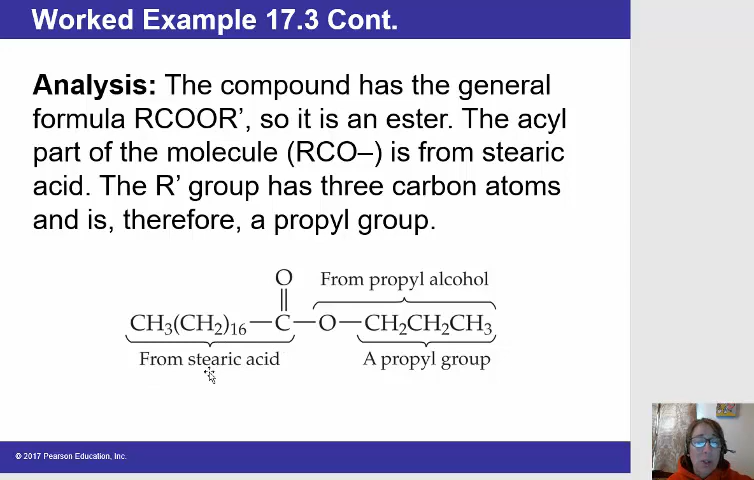 Worked Example 17.3 Cont.
Analysis: The compound has the general
formula RCOOR’, so it is an ester. The acyl
part of the molecule (RCO–) is from stearic
acid. The R’ group has three carbon atoms
and is, therefore, a propyl group.
O
From propyl alcohol
CH₃(CH₂)₁₆—C—O—CH₂CH₂CH₃
From stearic acid
A propyl group
© 2017 Pearson Education, Inc.